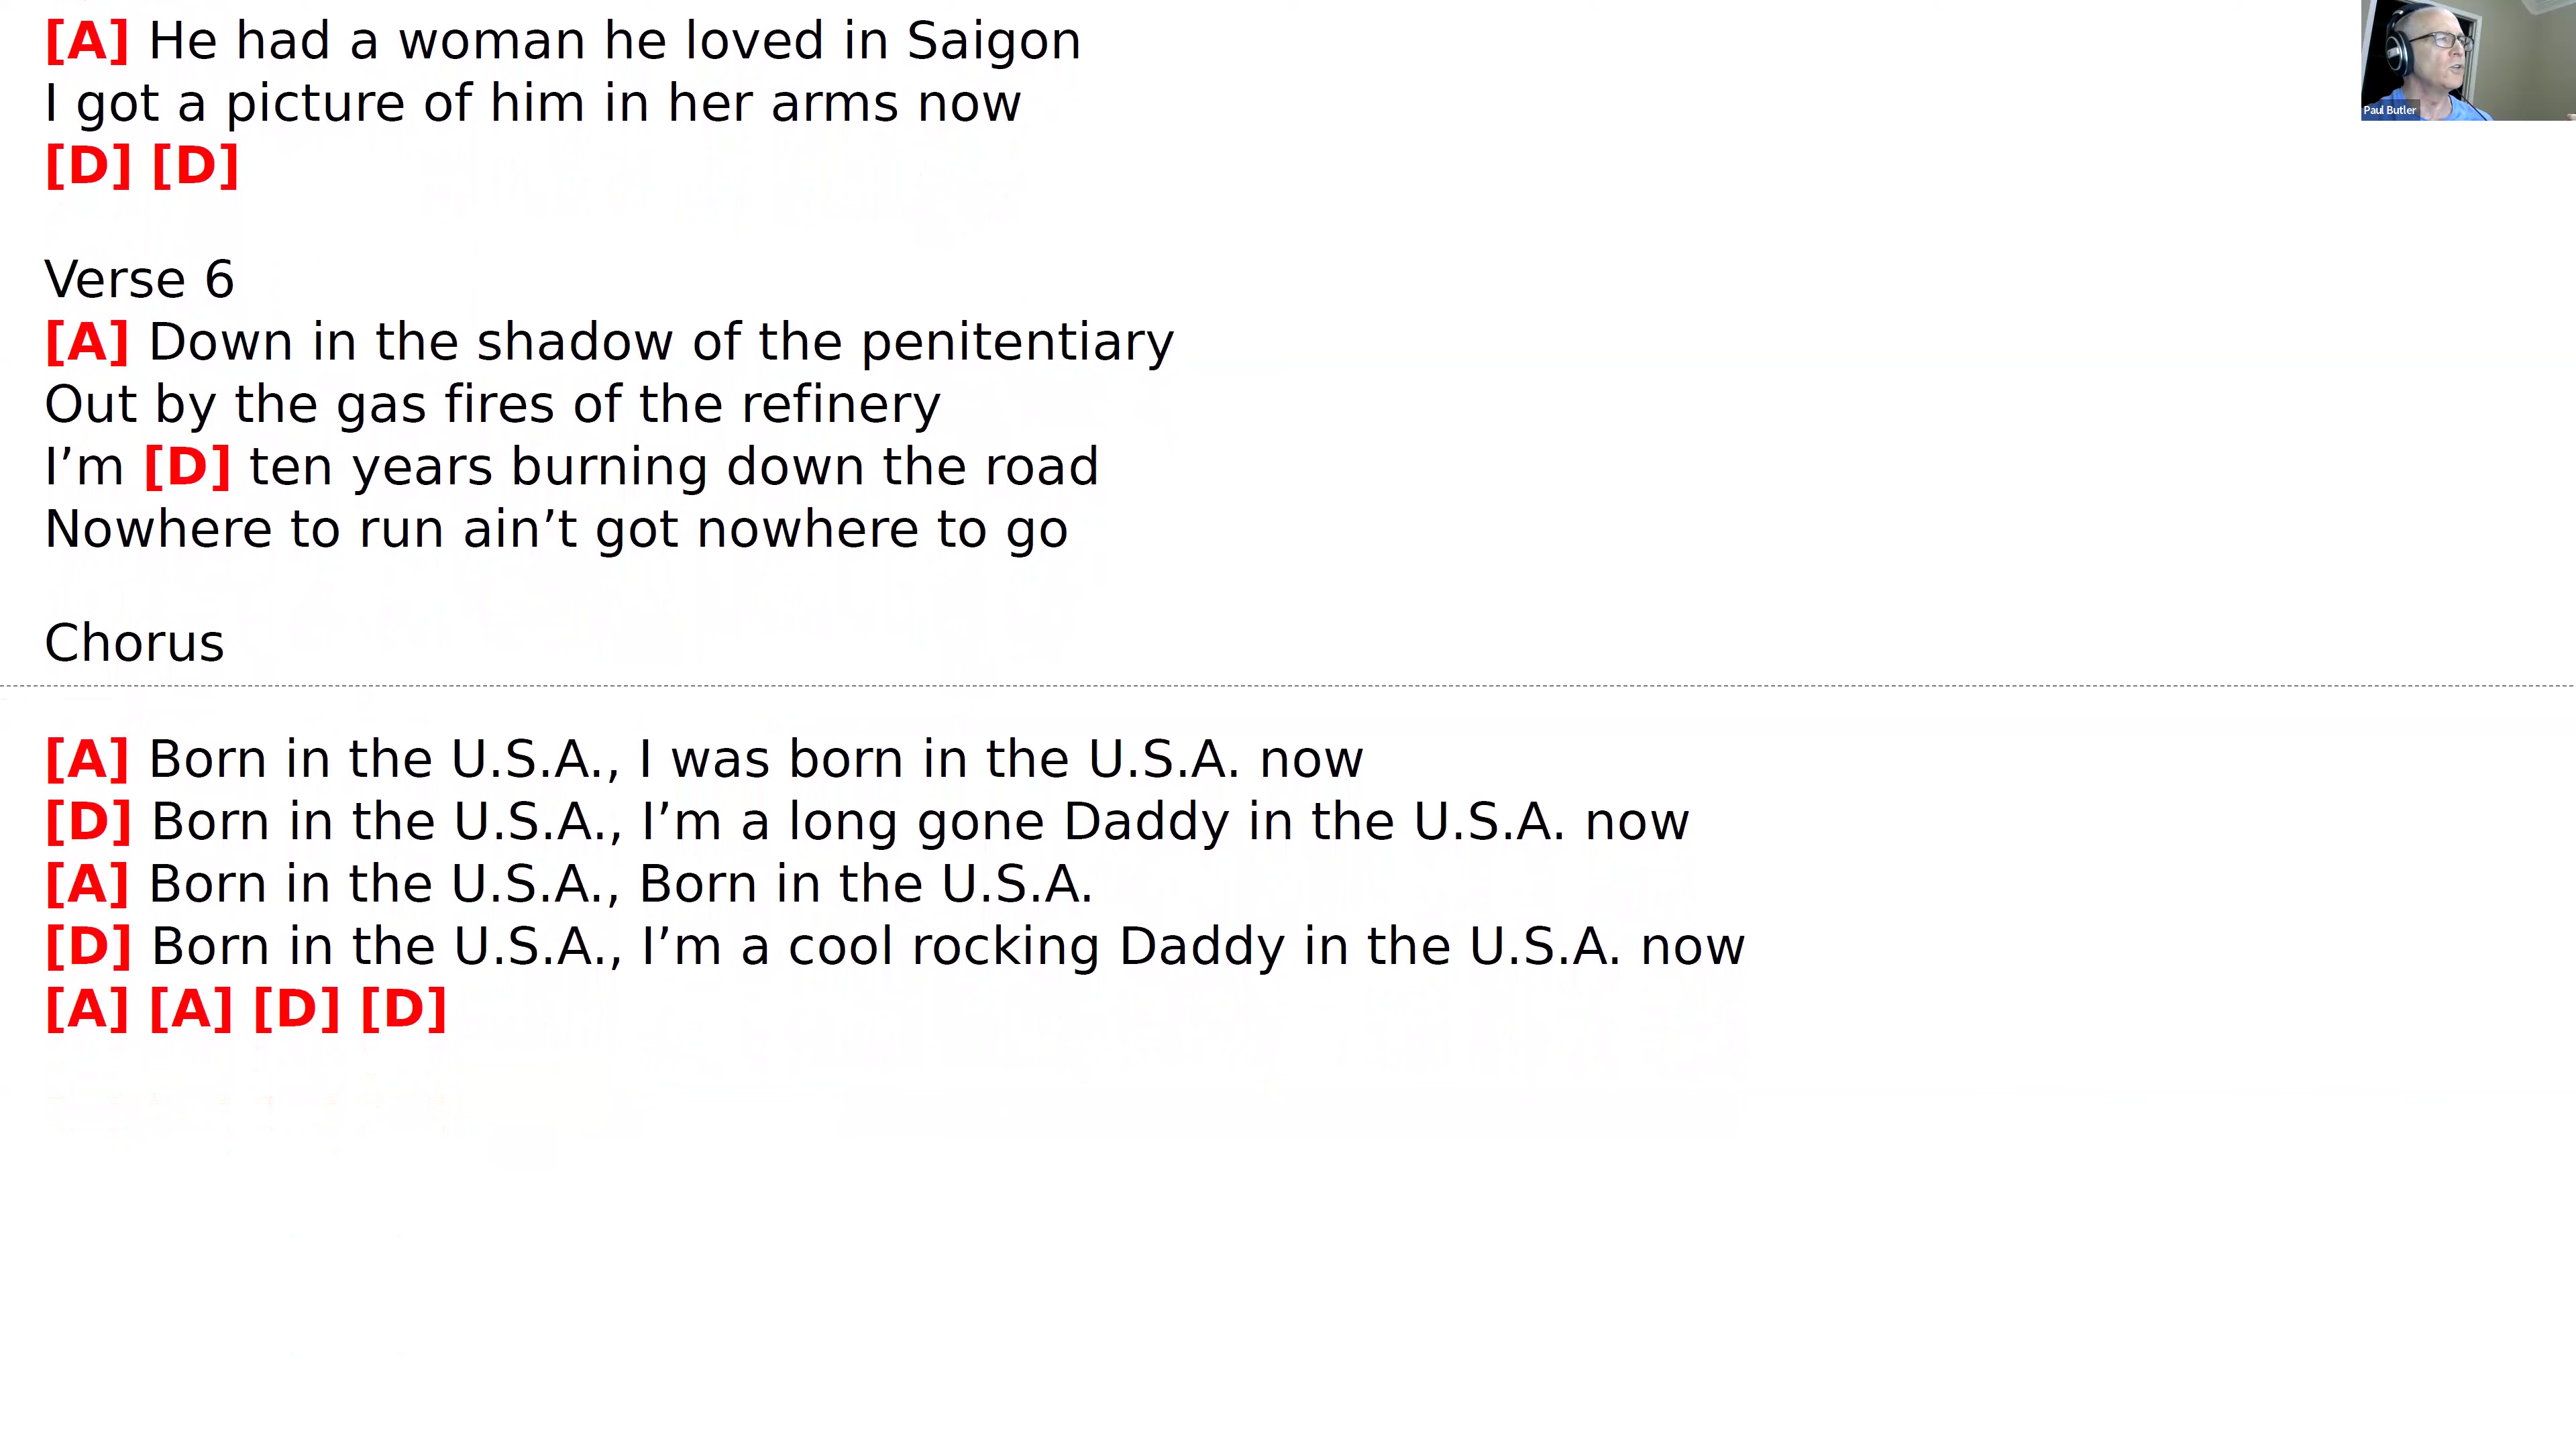 [A] He had a woman he loved in Saigon
I got a picture of him in her arms now
[D] [D]
Verse 6
[A] Down in the shadow of the penitentiary
Out by the gas fires of the refinery
I’m [D] ten years burning down the road
Nowhere to run ain’t got nowhere to go
Chorus
[A] Born in the U.S.A., I was born in the U.S.A. now
[D] Born in the U.S.A., I’m a long gone Daddy in the U.S.A. now
[A] Born in the U.S.A., Born in the U.S.A.
[D] Born in the U.S.A., I’m a cool rocking Daddy in the U.S.A. now
[A] [A] [D] [D]
Paul Butler